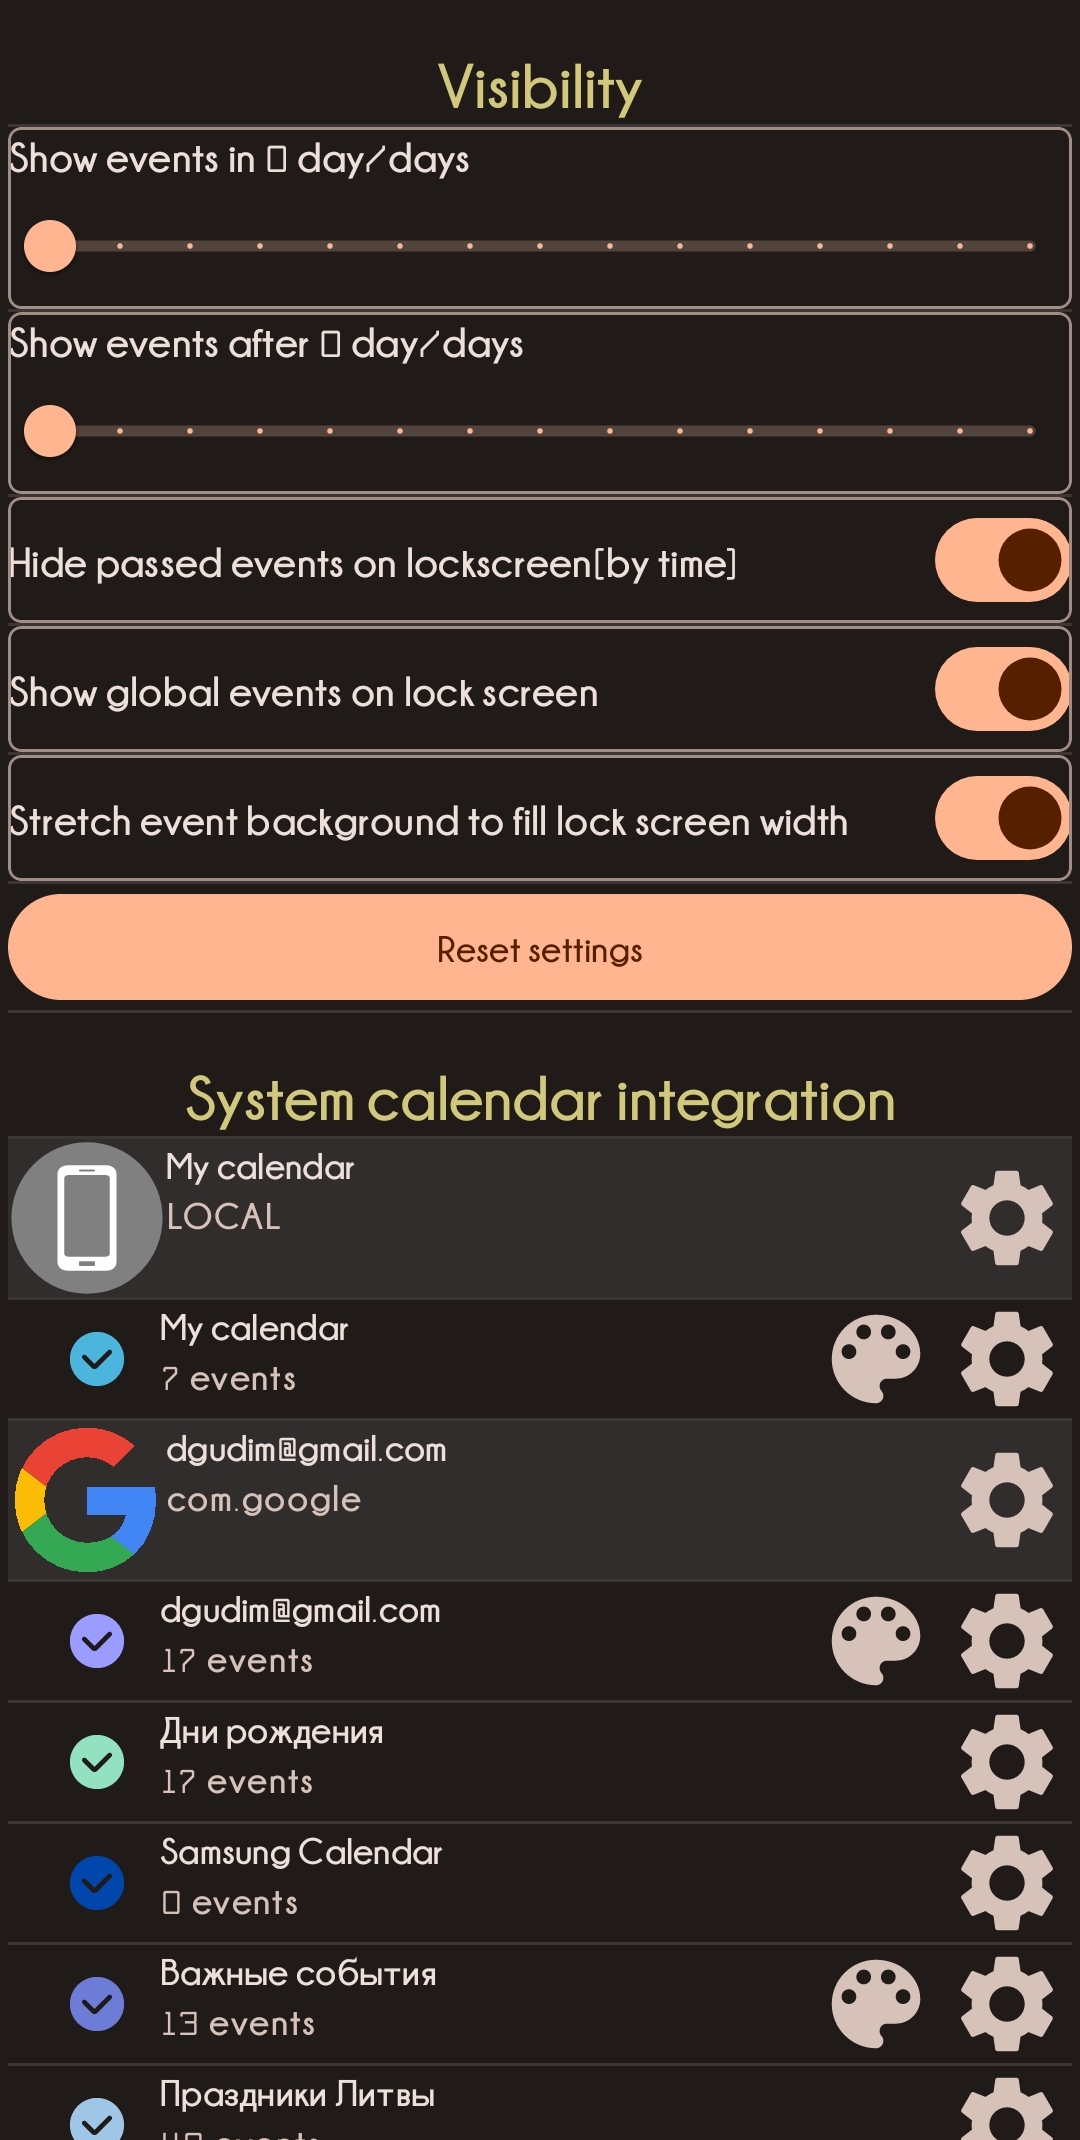 Visibility
Show events in 0 day/days
Show events after 0 day/days
Hide passed events on lockscreen[by time]
Show global events on lock screen
Stretch event background to fill lock screen width
Reset settings
System calendar integration
My calendar
LOCAL
My calendar
7 events
dgudim@gmail.com
com.google
dgudim@gmail.com
17 events
Дни рождения
17 events
Samsung Calendar
0 events
Важные события
13 events
Праздники Литвы
events